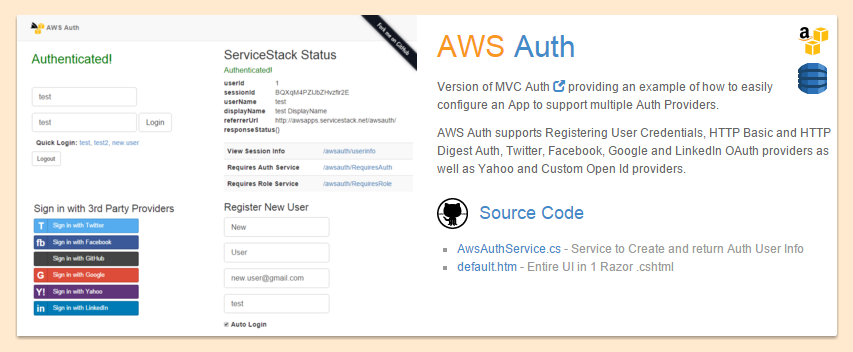 AWS Auth
Fork me on GitHub
Authenticated!
test
test
Login
Quick Login: test, test2, new user
Logout
Sign in with 3rd Party Providers
T Sign in with Twitter
fb Sign in with Facebook
Sign in with GitHub
G Sign in with Google
Y! Sign in with Yahoo
in Sign in with LinkedIn
ServiceStack Status
Authenticated!
userId 1
sessionId BQXqM4PZUbZHvzfir2E
userName test
displayName test DisplayName
referrerUrl http://awsapps.servicestack.net/awsauth/
responseStatus{}
View Session Info /awsauth/userinfo
Requires Auth Service /awsauth/RequiresAuth
Requires Role Service /awsauth/RequiresRole
Register New User
New
User
new.user@gmail.com
test
Auto Login
AWS Auth
a
Version of MVC Auth providing an example of how to easily
configure an App to support multiple Auth Providers.
AWS Auth supports Registering User Credentials, HTTP Basic and HTTP
Digest Auth, Twitter, Facebook, Google and LinkedIn OAuth providers as
well as Yahoo and Custom Open Id providers.
Source Code
AwsAuthService.cs - Service to Create and return Auth User Info
default.htm - Entire UI in 1 Razor .cshtml